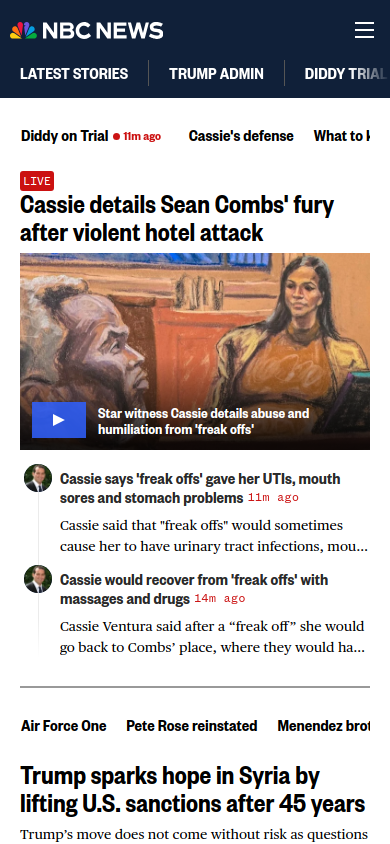 NBC NEWS
LATEST STORIES
TRUMP ADMIN
DIDDY TRIAL
Diddy on Trial 11m ago
Cassie's defense
What to k
LIVE
Cassie details Sean Combs' fury
after violent hotel attack
Star witness Cassie details abuse and
humiliation from 'freak offs'
Cassie says 'freak offs' gave her UTIs, mouth
sores and stomach problems 11m ago
Cassie said that "freak offs" would sometimes
cause her to have urinary tract infections, mou...
Cassie would recover from 'freak offs' with
massages and drugs 14m ago
Cassie Ventura said after a “freak off” she would
go back to Combs’ place, where they would ha...
Air Force One
Pete Rose reinstated
Menendez brot
Trump sparks hope in Syria by
lifting U.S. sanctions after 45 years
Trump’s move does not come without risk as questions